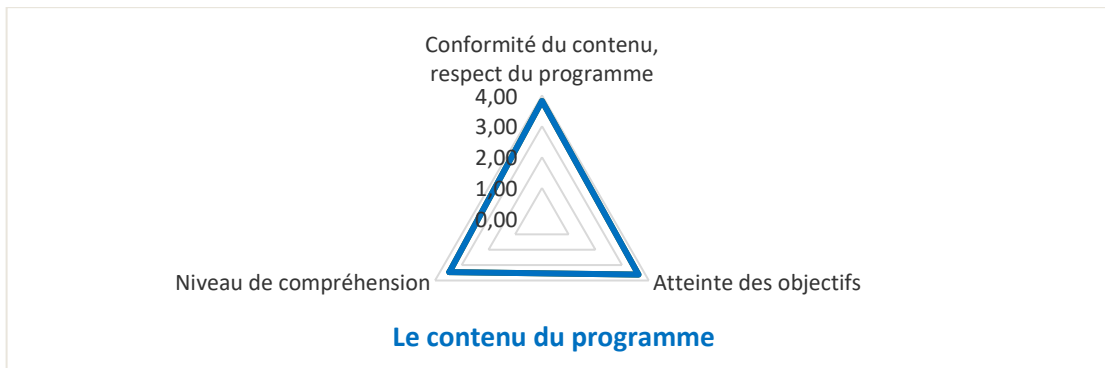 Conformité du contenu,
respect du programme
4,00
3,00
2,00
1,00
0,00
Niveau de compréhension
Atteinte des objectifs
Le contenu du programme